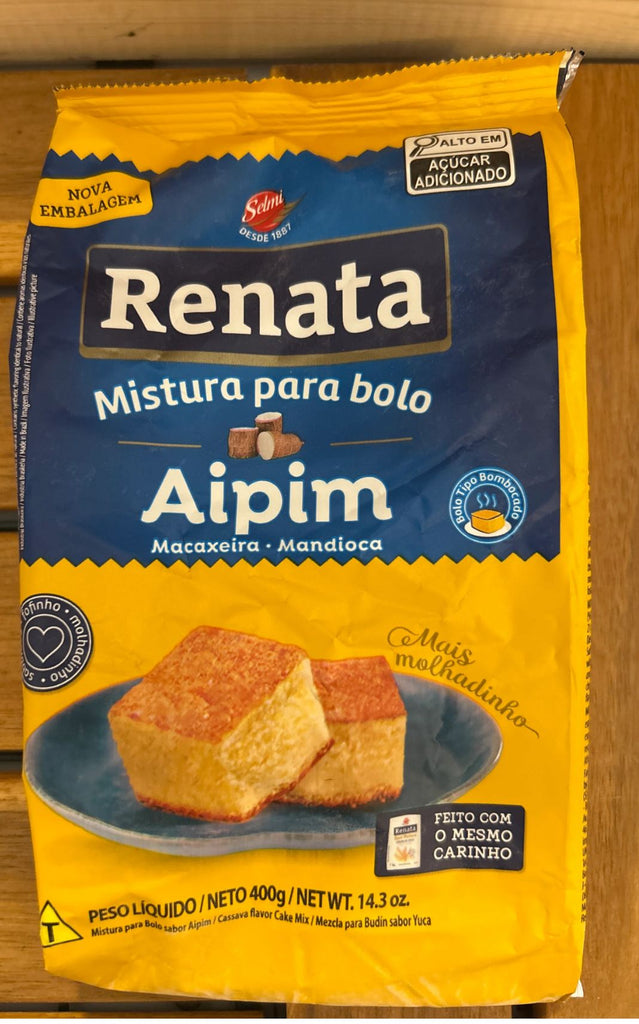 ALTO EM
AÇÚCAR
ADICIONADO
NOVA
EMBALAGEM
Selmi
DESDE 1887
Renata
Mistura para bolo
Aipim
Macaxeira • Mandioca
Bolo Tipo Bombocado
fofinho • molhadinho •
Mais
molhadinho
Renata
FEITO COM
O MESMO
CARINHO
T
PESO LÍQUIDO / NETO 400g / NET WT. 14.3 oz.
Mistura para Bolo sabor Aipim / Cassava flavor Cake Mix / Mezcla para Budín sabor Yuca